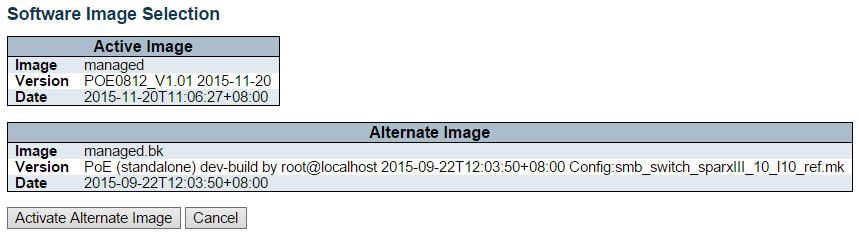 Software Image Selection
Active Image
Image managed
Version POE0812_V1.01 2015-11-20
Date 2015-11-20T11:06:27+08:00
Alternate Image
Image managed.bk
Version PoE (standalone) dev-build by root@localhost 2015-09-22T12:03:50+08:00 Config:smb_switch_sparxIII_10_l10_ref.mk
Date 2015-09-22T12:03:50+08:00
Activate Alternate Image Cancel